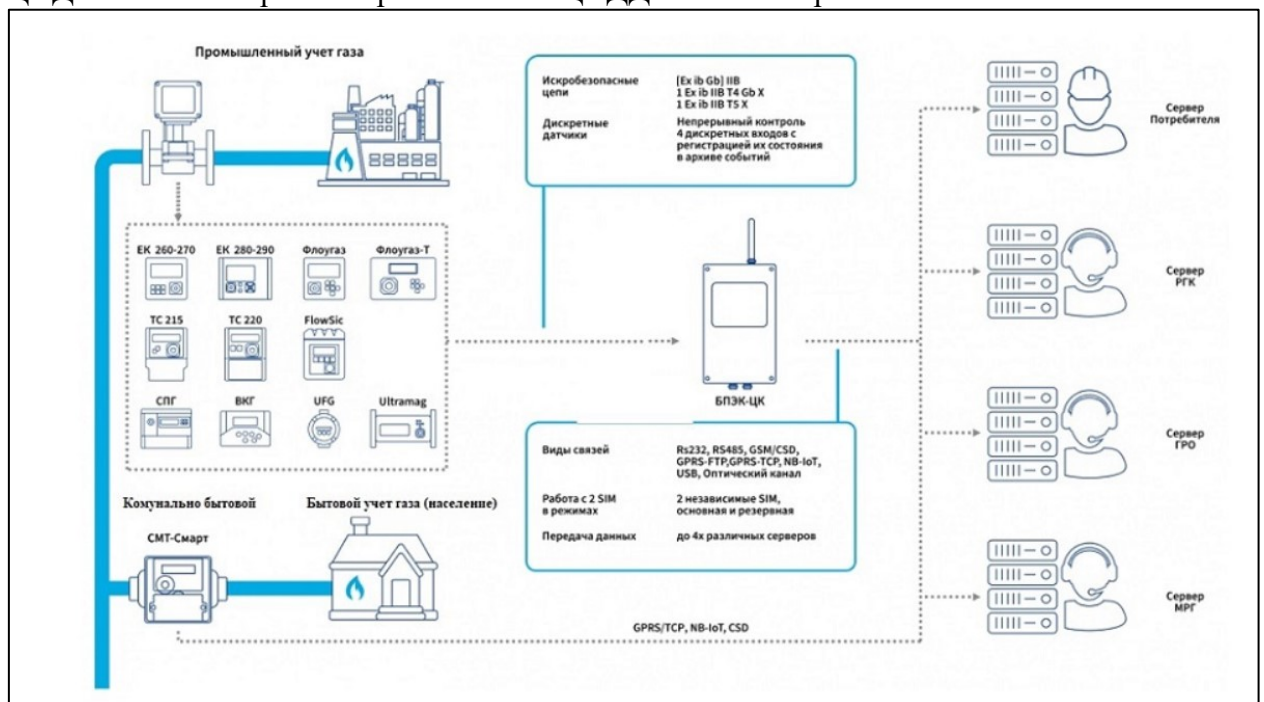 Промышленный учет газа
Искробезопасные
цепи
[Ex ib Gb] IIB
1 Ex ib IIB T4 Gb X
1 Ex ib IIB T5 X
Дискретные
датчики
Непрерывный контроль
4 дискретных входов с
регистрацией их состояния
в архиве событий
Сервер
Потребителя
ЕК 260-270
ЕК 280-290
Флоугаз
Флоугаз-Т
ТС 215
ТС 220
FlowSic
СПГ
ВКГ
UFG
Ultramag
БПЭК-ЦК
Сервер
РГК
Виды связей
Rs232, RS485, GSM/CSD,
GPRS-FTP,GPRS-TCP, NB-IoT,
USB, Оптический канал
Работа с 2 SIM
в режимах
2 независимые SIM,
основная и резервная
Передача данных
до 4х различных серверов
Сервер
ГРО
Комунально бытовой
Бытовой учет газа (население)
СМТ-Смарт
Сервер
МРГ
GPRS/TCP, NB-IoT, CSD